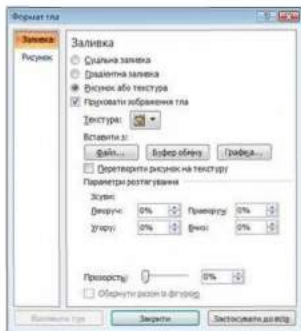 Формат тла
Заливка
Рисунок
Заливка
Суцільна заливка
Градієнтна заливка
Рисунок або текстура
Приховати зображення тла
Текстура:
Вставити з:
Файл... Буфер обміну Графіка...
Перетворити рисунок на текстуру
Параметри розтягування
Зсуви:
Ліворуч: 0% Праворуч: 0%
Угору: 0% Вниз: 0%
Прозорість: 0%
Обернути разом із фігурою
Закрити Застосувати до всіх